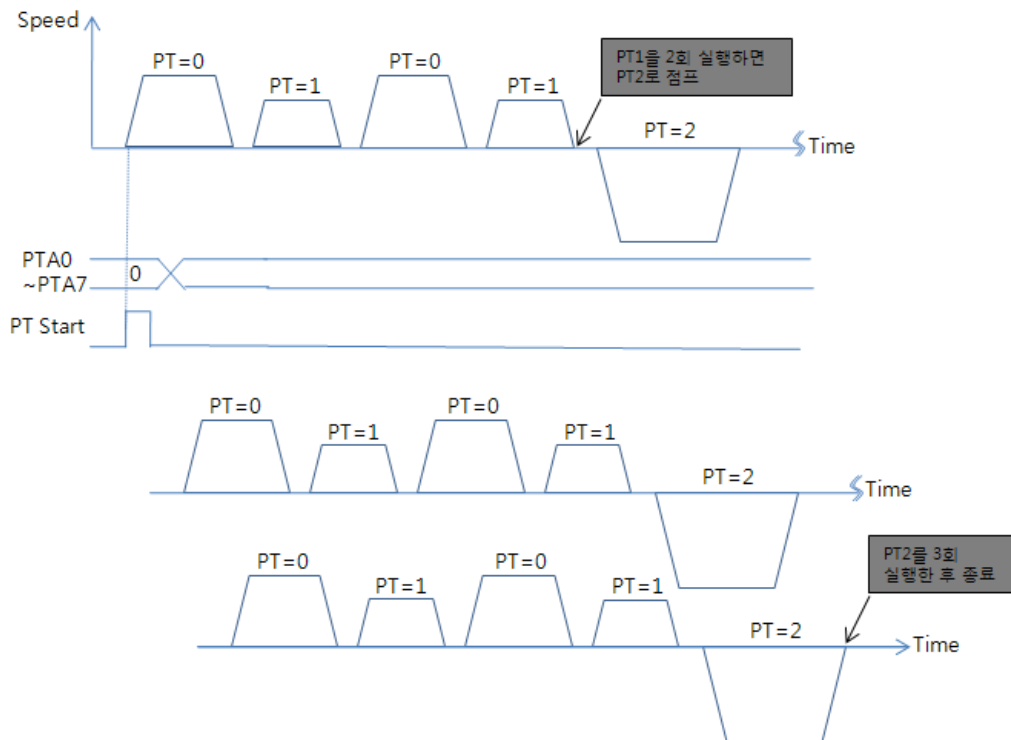 Speed
PT=0
PT=1
PT=0
PT=1
PT1을 2회 실행하면
PT2로 점프
PT=2
Time
PTA0
~PTA7
0
PT Start
PT=0
PT=1
PT=0
PT=1
PT=2
Time
PT=0
PT=1
PT=0
PT=1
PT=2
PT2를 3회
실행한 후 종료
Time